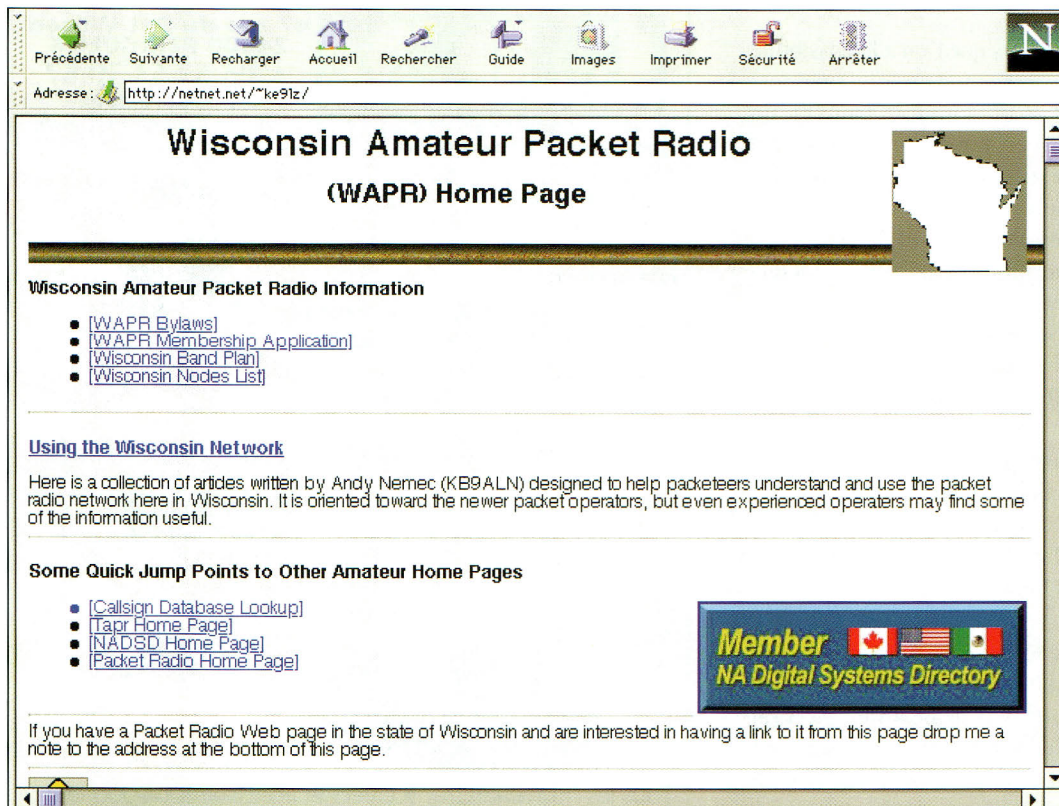 Précédente Suivante Recharger Accueil Rechercher Guide Images Imprimer Sécurité Arrêter
N
Adresse: http://netnet.net/~ke9lz/
Wisconsin Amateur Packet Radio
(WAPR) Home Page
Wisconsin Amateur Packet Radio Information
[WAPR Bylaws]
[WAPR Membership Application]
[Wisconsin Band Plan]
[Wisconsin Nodes List]
Using the Wisconsin Network
Here is a collection of articles written by Andy Nemec (KB9ALN) designed to help packeteers understand and use the packet
radio network here in Wisconsin. It is oriented toward the newer packet operators, but even experienced operaters may find some
of the information useful.
Some Quick Jump Points to Other Amateur Home Pages
[Callsign Database Lookup]
[Tapr Home Page]
[NADSD Home Page]
[Packet Radio Home Page]
Member
NA Digital Systems Directory
If you have a Packet Radio Web page in the state of Wisconsin and are interested in having a link to it from this page drop me a
note to the address at the bottom of this page.